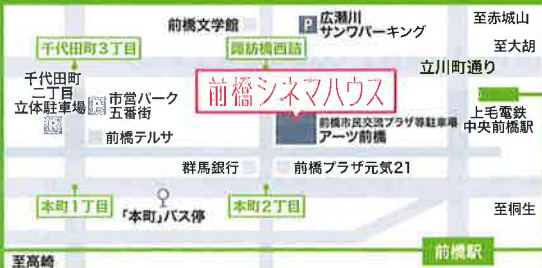 前橋文学館
広瀬川
サンワパーキング
至赤城山
千代田町3丁目
諏訪橋西詰
至大胡
立川町通り
千代田町
二丁目
立体駐車場
市営パーク
五番街
前橋シネマハウス
前橋市民交流プラザ等駐車場
アーツ前橋
上毛電鉄
中央前橋駅
前橋テルサ
群馬銀行
前橋プラザ元気21
本町1丁目
「本町」バス停
本町2丁目
至桐生
前橋駅
至高崎